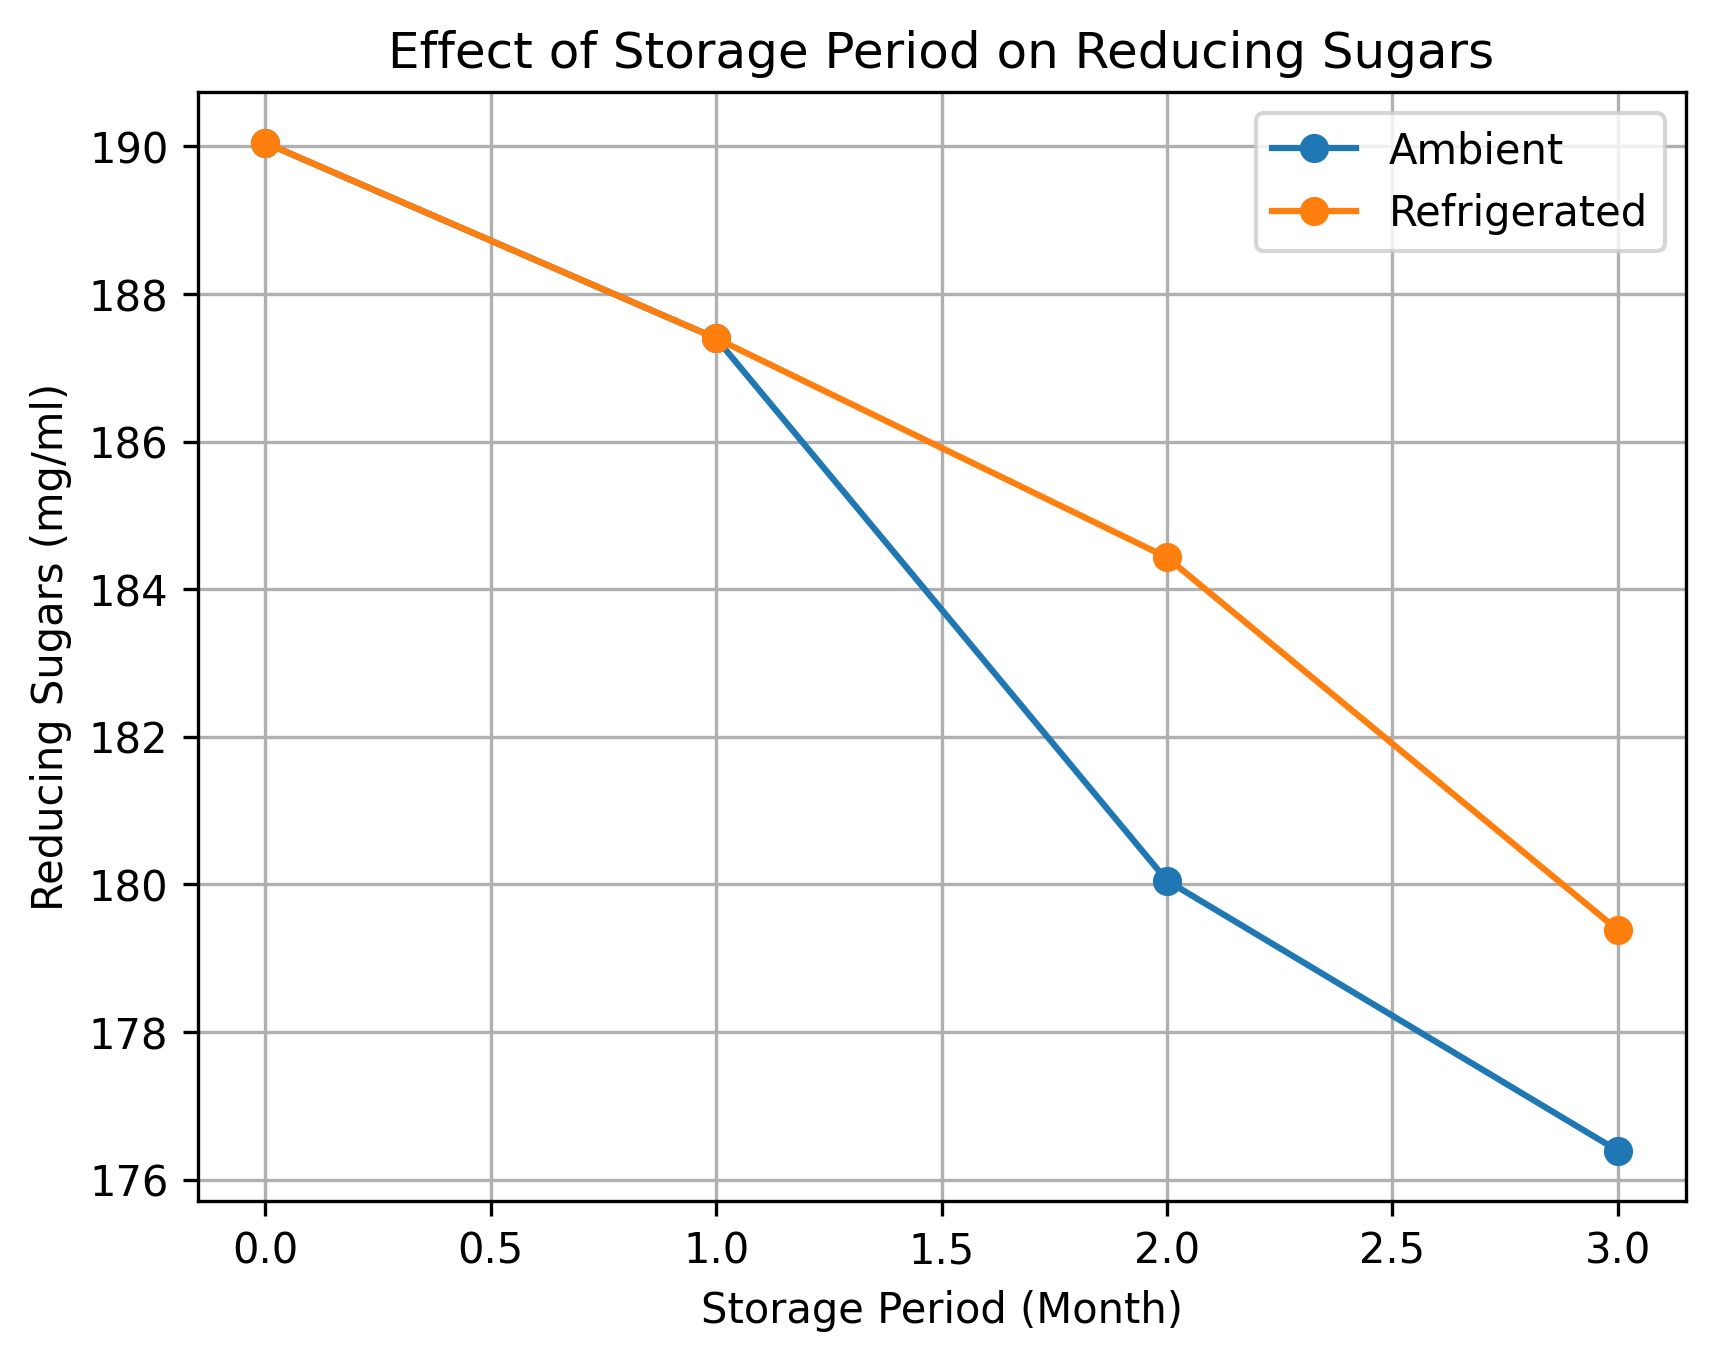 Effect of Storage Period on Reducing Sugars
Ambient
Refrigerated
Reducing Sugars (mg/ml)
190
188
186
184
182
180
178
176
0.0 0.5 1.0 1.5 2.0 2.5 3.0
Storage Period (Month)